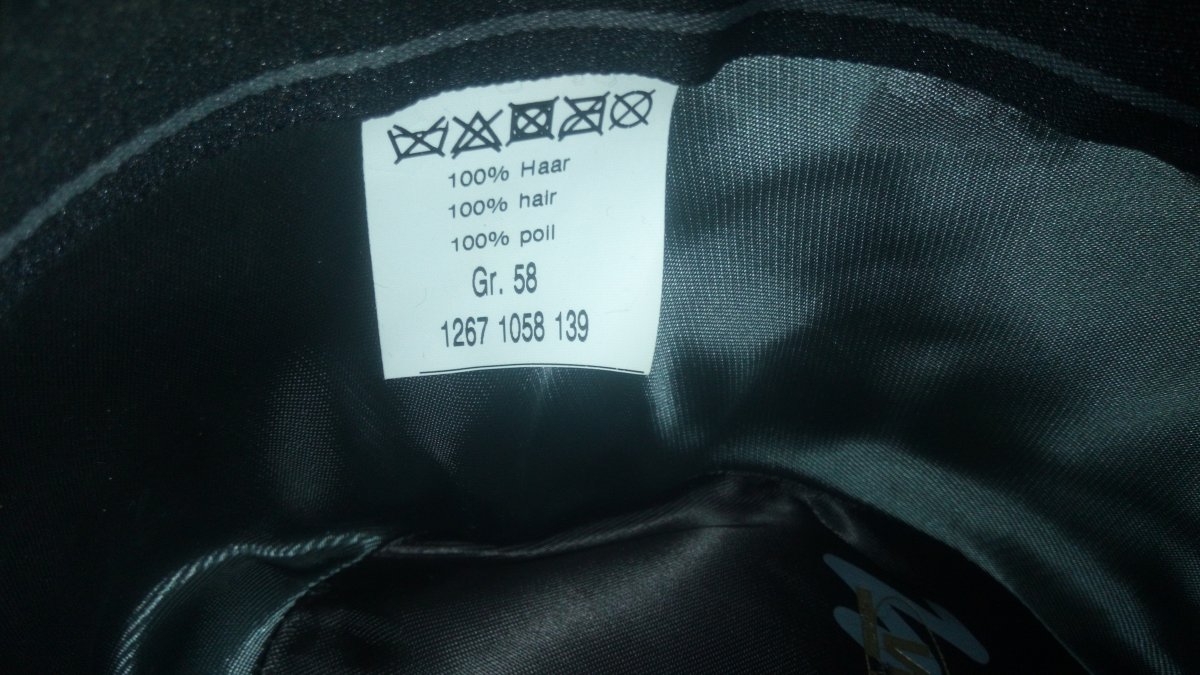 100% Haar
100% hair
100% poil
Gr. 58
1267 1058 139